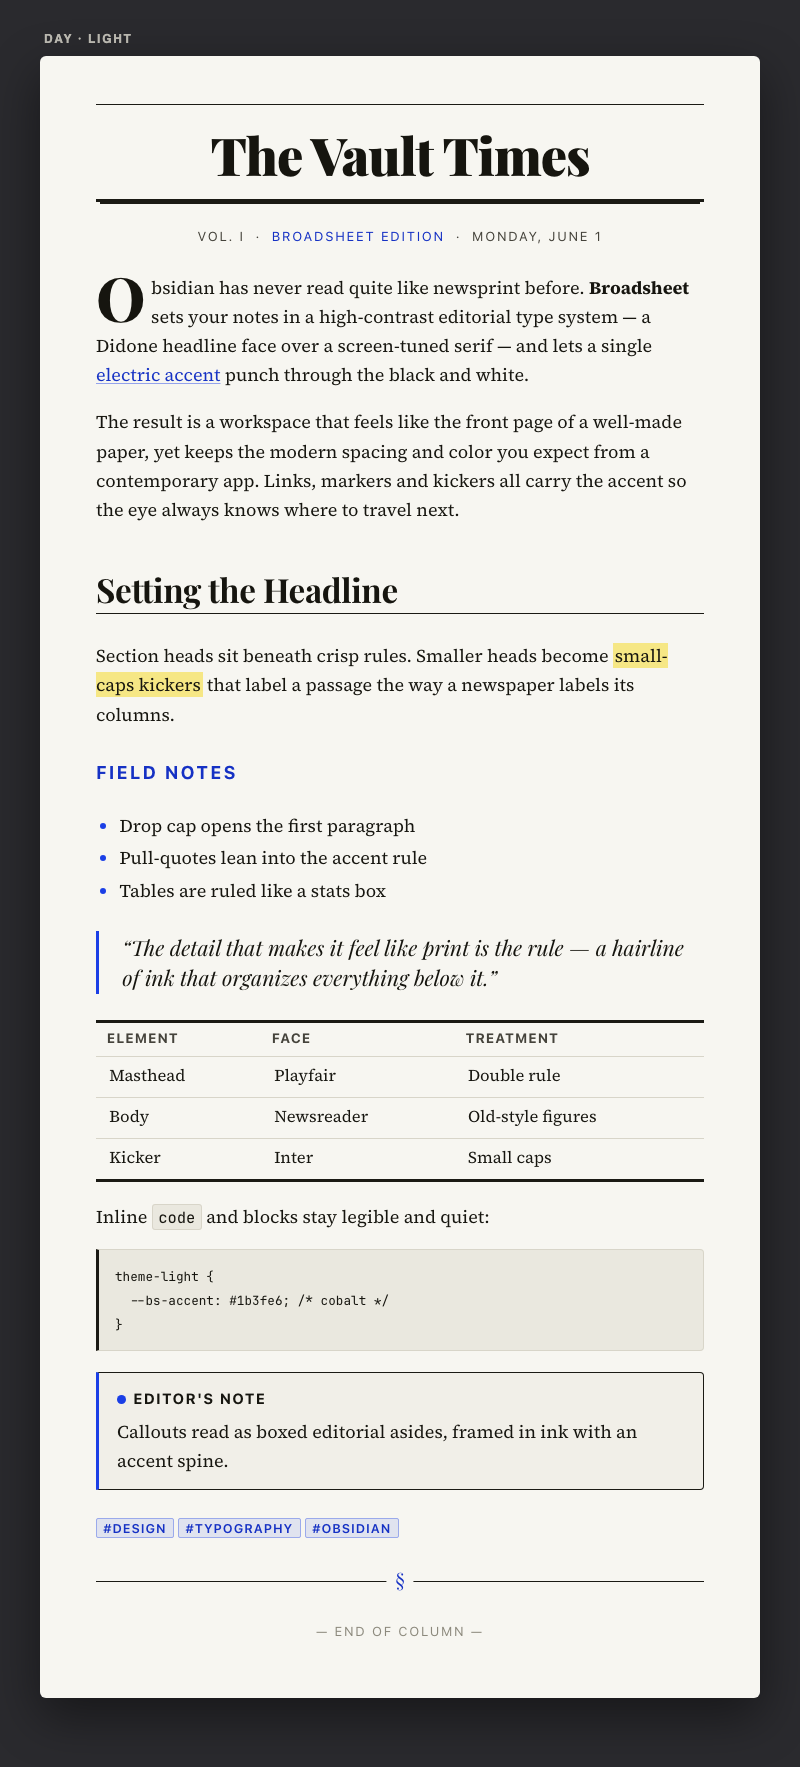 DAY · LIGHT
The Vault Times
VOL. I · BROADSHEET EDITION · MONDAY, JUNE 1
Obsidian has never read quite like newsprint before. Broadsheet
sets your notes in a high-contrast editorial type system — a
Didone headline face over a screen-tuned serif — and lets a single
electric accent punch through the black and white.
The result is a workspace that feels like the front page of a well-made
paper, yet keeps the modern spacing and color you expect from a
contemporary app. Links, markers and kickers all carry the accent so
the eye always knows where to travel next.
Setting the Headline
Section heads sit beneath crisp rules. Smaller heads become small-
caps kickers that label a passage the way a newspaper labels its
columns.
FIELD NOTES
• Drop cap opens the first paragraph
• Pull-quotes lean into the accent rule
• Tables are ruled like a stats box
“The detail that makes it feel like print is the rule — a hairline
of ink that organizes everything below it.”
ELEMENT FACE TREATMENT
Masthead Playfair Double rule
Body Newsreader Old-style figures
Kicker Inter Small caps
Inline code and blocks stay legible and quiet:
theme-light {
  --bs-accent: #1b3fe6; /* cobalt */
}
EDITOR'S NOTE
Callouts read as boxed editorial asides, framed in ink with an
accent spine.
#DESIGN #TYPOGRAPHY #OBSIDIAN
§
— END OF COLUMN —